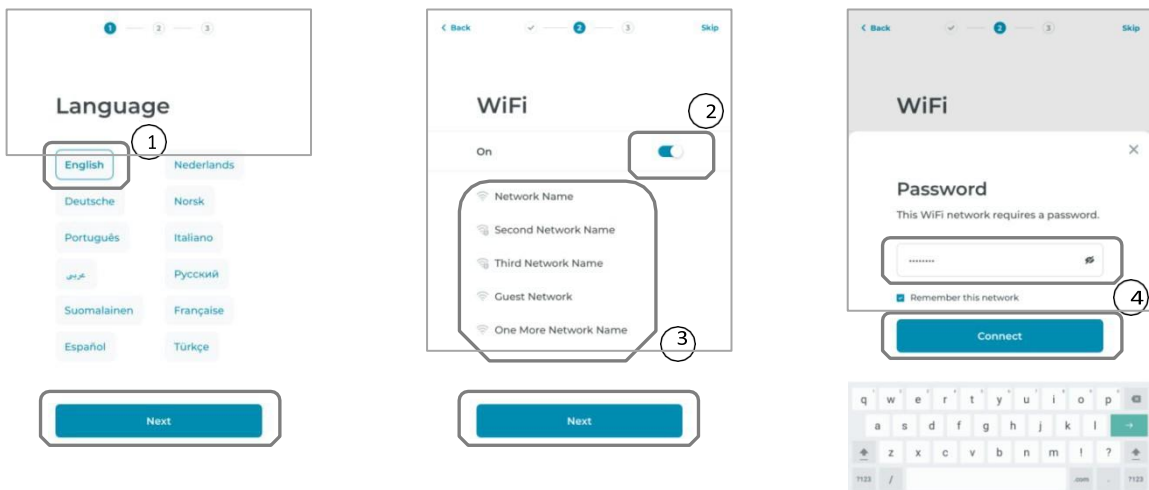 1 2 3
Language
1
English Nederlands
Deutsche Norsk
Português Italiano
عربى Русский
Suomalainen Française
Español Türkçe
Next
Back 2 3 Skip
WiFi
2
On
Network Name
Second Network Name
Third Network Name
Guest Network
One More Network Name
3
Next
Back 2 3 Skip
WiFi
Password
This WiFi network requires a password.
••••••••
Remember this network
4
Connect
q w e r t y u i o p
a s d f g h j k l
z x c v b n m ! ?
?123 / .com . ?123